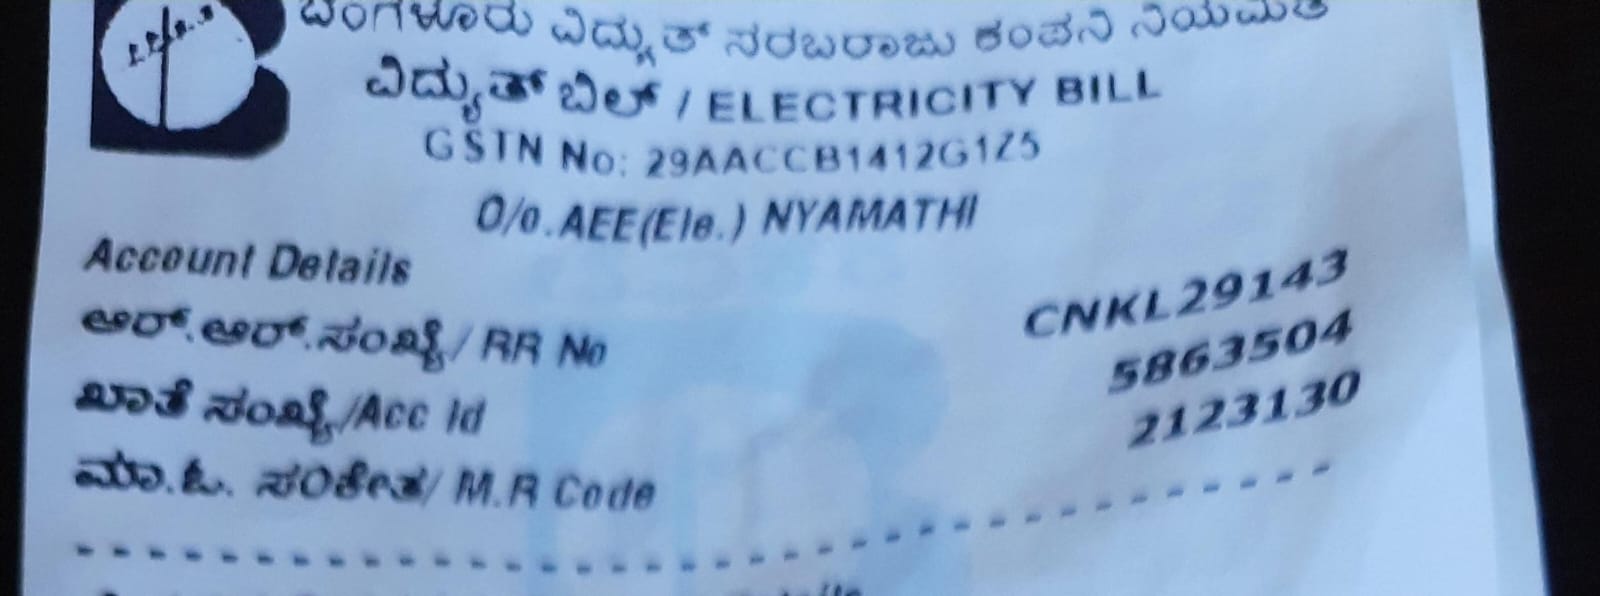 ಬೆಂಗಳೂರು ವಿದ್ಯುತ್ ಸರಬರಾಜು ಕಂಪನಿ ನಿಯಮಿತ
ವಿದ್ಯುತ್ ಬಿಲ್ / ELECTRICITY BILL
GSTN No: 29AACCB1412G1Z5
O/o.AEE(Ele.) NYAMATHI
Account Details
ಆರ್.ಆರ್.ಸಂಖ್ಯೆ/ RR No CNKL29143
ಖಾತೆ ಸಂಖ್ಯೆ/Acc Id 5863504
ಮಾ.ಓ. ಸಂಕೇತ/ M.R Code 2123130